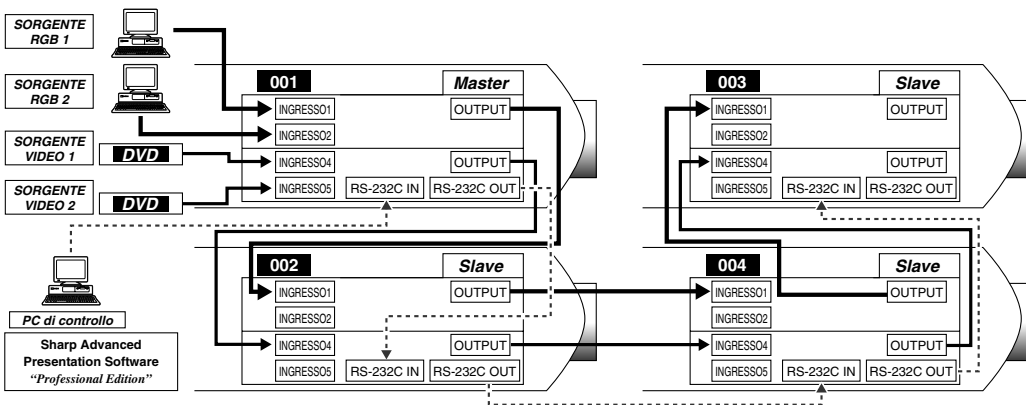 SORGENTE
RGB 1
SORGENTE
RGB 2
SORGENTE
VIDEO 1
DVD
SORGENTE
VIDEO 2
DVD
PC di controllo
Sharp Advanced
Presentation Software
“Professional Edition”
001
Master
INGRESSO1
OUTPUT
INGRESSO2
INGRESSO4
OUTPUT
INGRESSO5
RS-232C IN
RS-232C OUT
002
Slave
INGRESSO1
OUTPUT
INGRESSO2
INGRESSO4
OUTPUT
INGRESSO5
RS-232C IN
RS-232C OUT
003
Slave
INGRESSO1
OUTPUT
INGRESSO2
INGRESSO4
OUTPUT
INGRESSO5
RS-232C IN
RS-232C OUT
004
Slave
INGRESSO1
OUTPUT
INGRESSO2
INGRESSO4
OUTPUT
INGRESSO5
RS-232C IN
RS-232C OUT